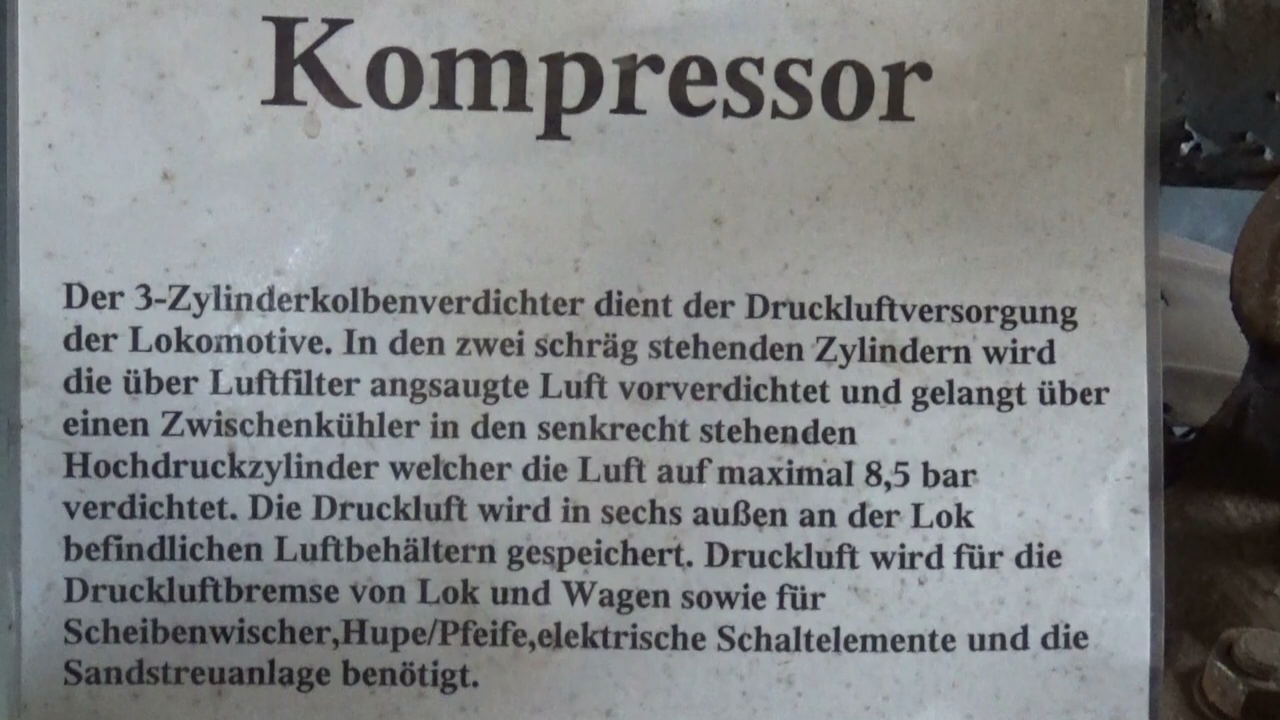 Kompressor
Der 3-Zylinderkolbenverdichter dient der Druckluftversorgung
der Lokomotive. In den zwei schräg stehenden Zylindern wird
die über Luftfilter angsaugte Luft vorverdichtet und gelangt über
einen Zwischenkühler in den senkrecht stehenden
Hochdruckzylinder welcher die Luft auf maximal 8,5 bar
verdichtet. Die Druckluft wird in sechs außen an der Lok
befindlichen Luftbehältern gespeichert. Druckluft wird für die
Druckluftbremse von Lok und Wagen sowie für
Scheibenwischer,Hupe/Pfeife,elektrische Schaltelemente und die
Sandstreuanlage benötigt.